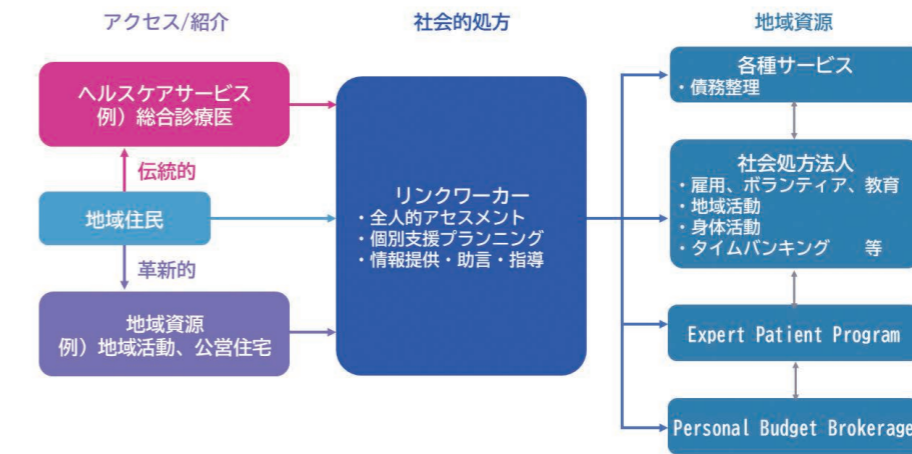 アクセス/紹介
社会的処方
地域資源
ヘルスケアサービス
例）総合診療医
伝統的
地域住民
革新的
地域資源
例）地域活動、公営住宅
リンクワーカー
・全人的アセスメント
・個別支援プランニング
・情報提供・助言・指導
各種サービス
・債務整理
社会処方法人
・雇用、ボランティア、教育
・地域活動
・身体活動
・タイムバンキング　等
Expert Patient Program
Personal Budget Brokerage